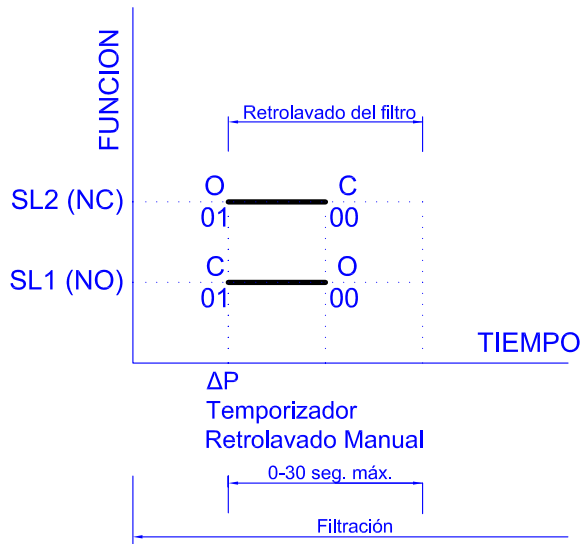 FUNCION
Retrolavado del filtro
SL2 (NC)
O
C
01
00
SL1 (NO)
C
O
01
00
TIEMPO
ΔP
Temporizador
Retrolavado Manual
0-30 seg. máx.
Filtración